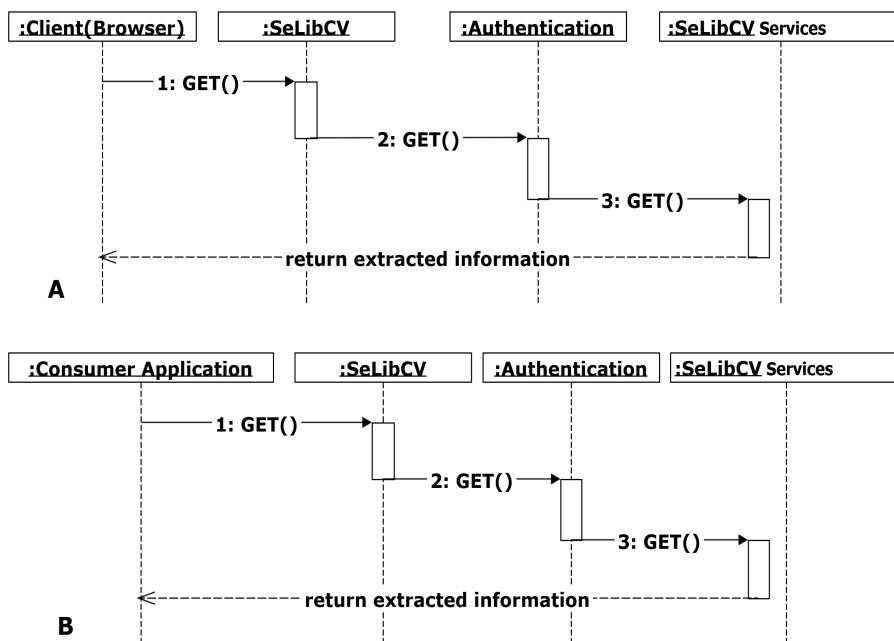 :Client(Browser) :SeLibCV :Authentication :SeLibCV Services
1: GET()
2: GET()
3: GET()
return extracted information
A
:Consumer Application :SeLibCV :Authentication :SeLibCV Services
1: GET()
2: GET()
3: GET()
return extracted information
B